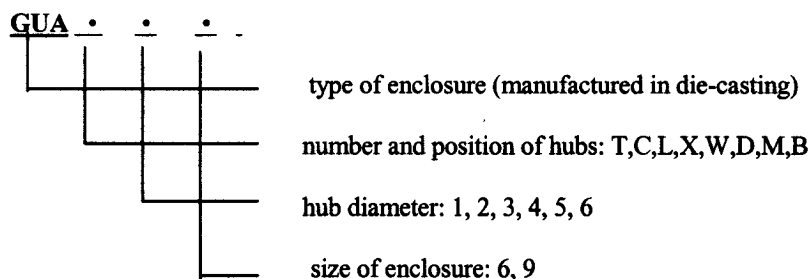 GUA • • • -
type of enclosure (manufactured in die-casting)
number and position of hubs: T,C,L,X,W,D,M,B
hub diameter: 1, 2, 3, 4, 5, 6
size of enclosure: 6, 9